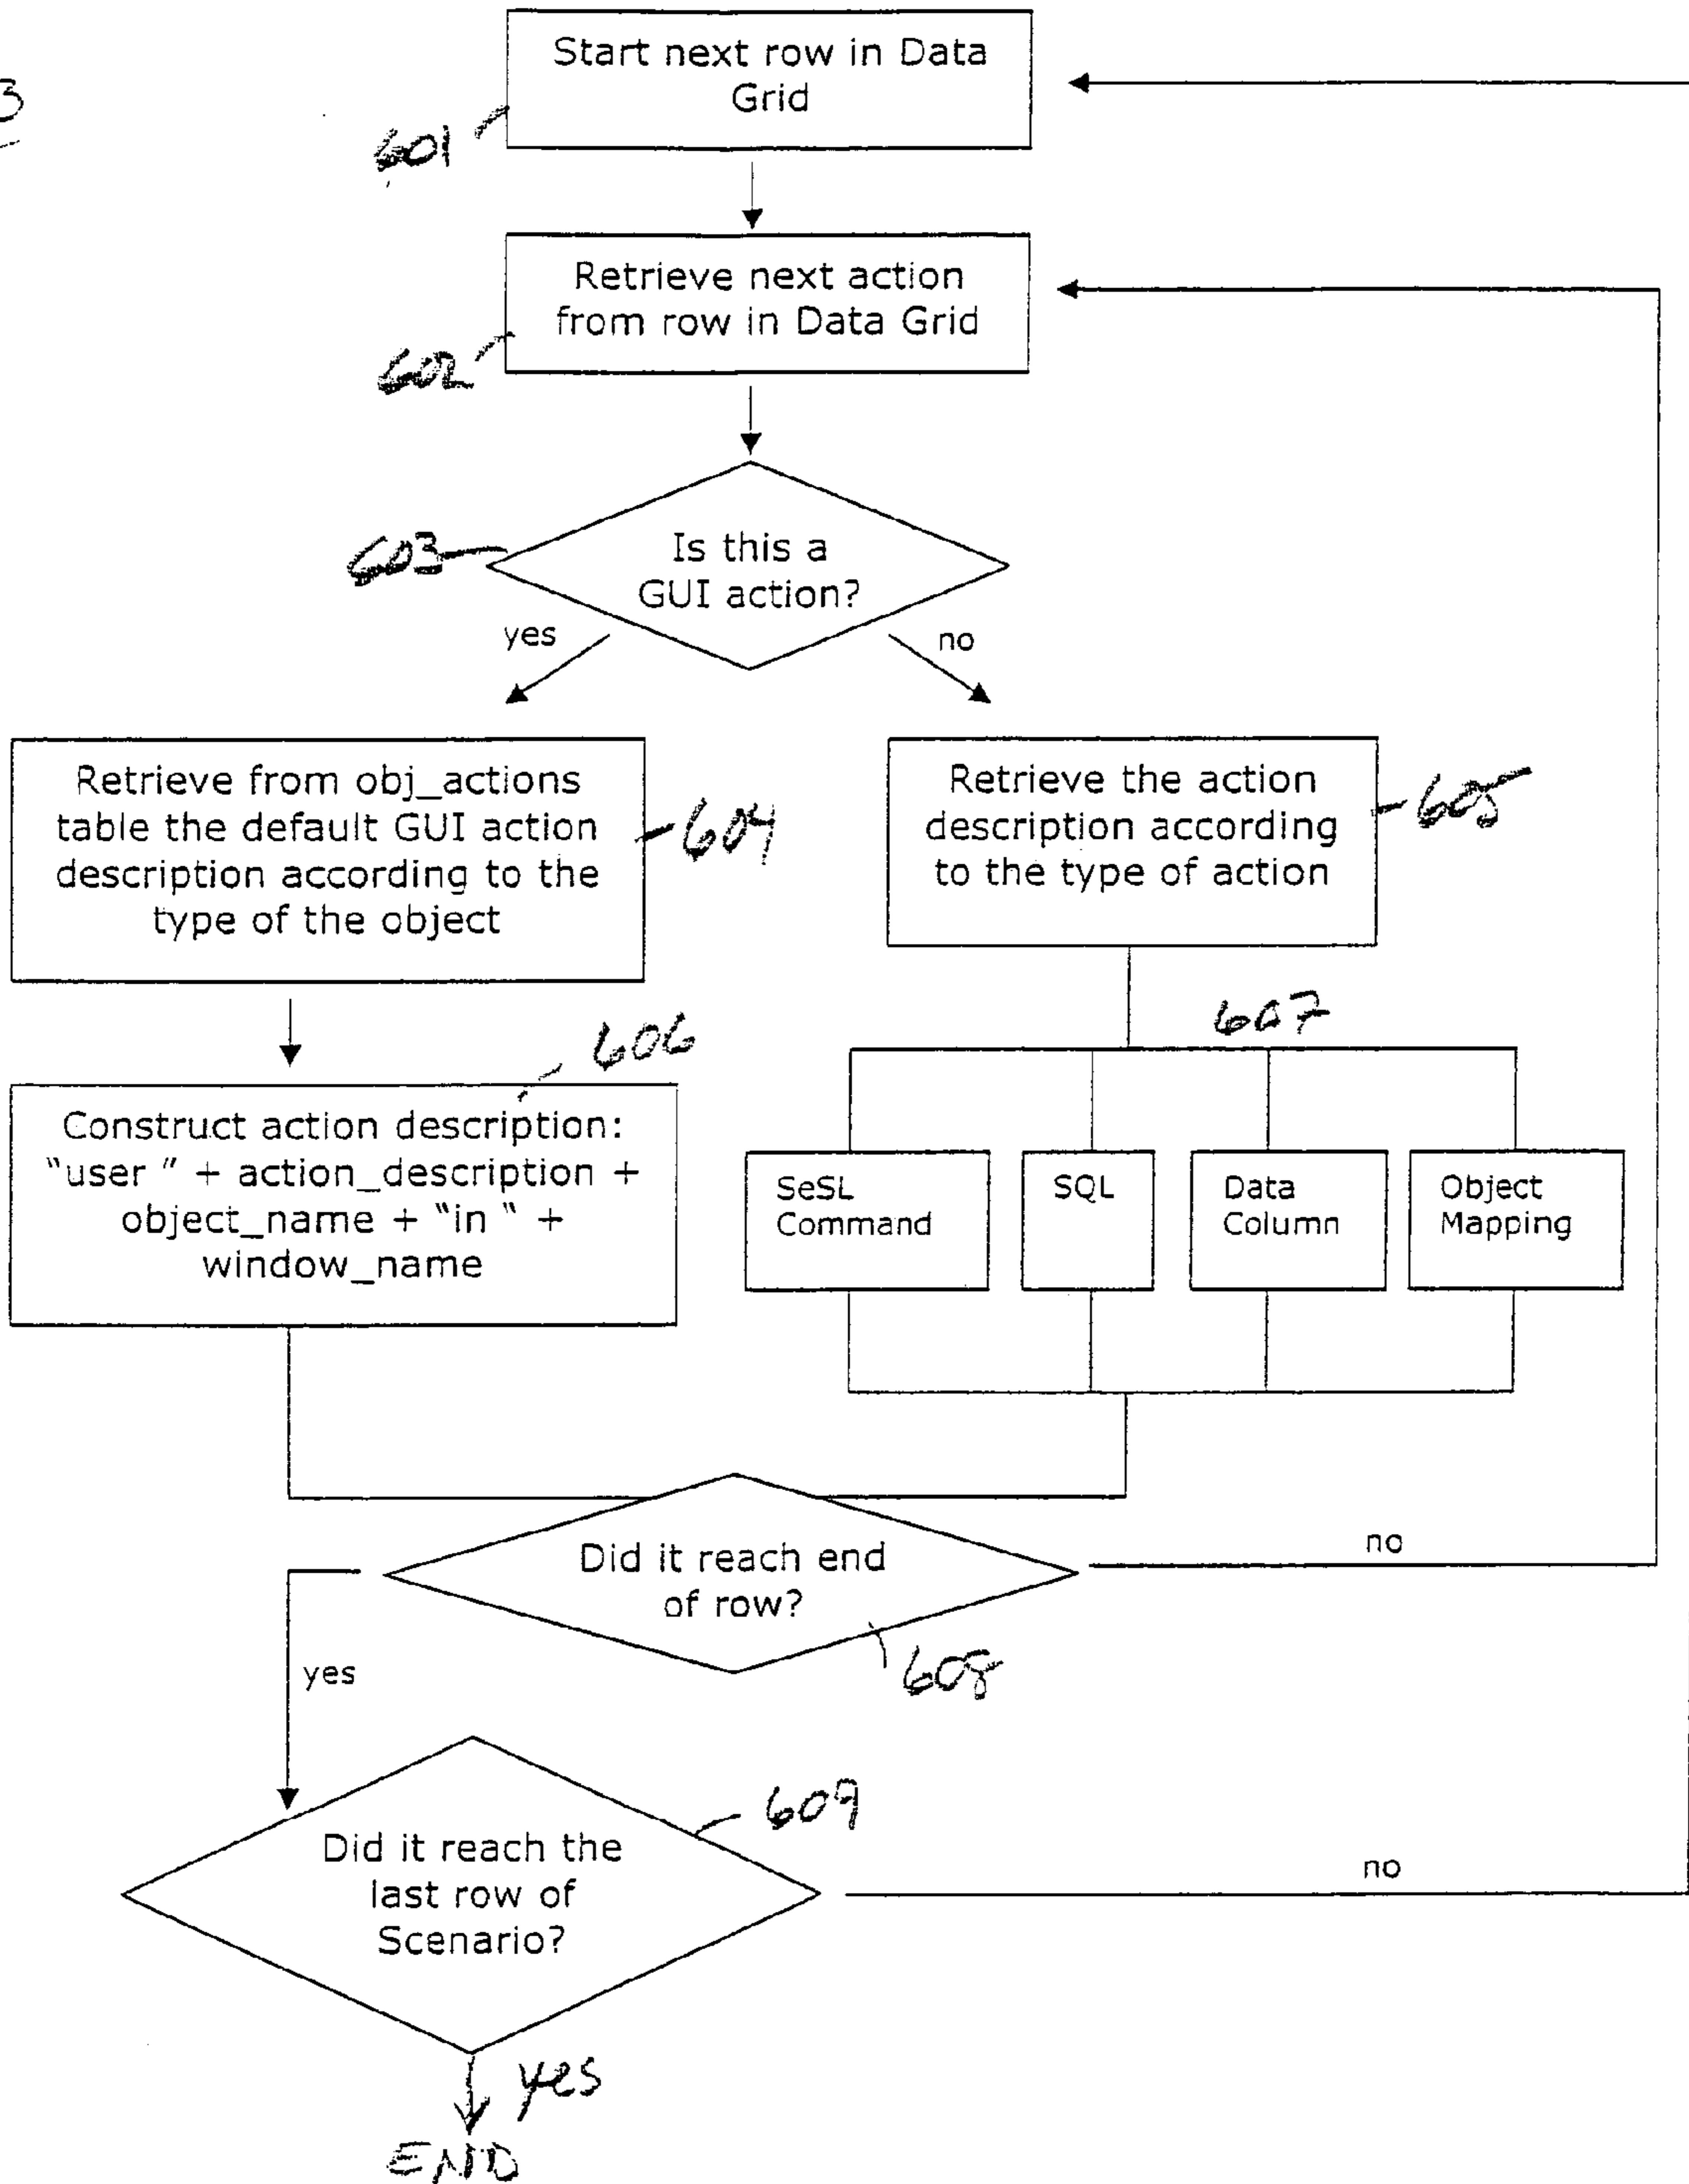 3
Start next row in Data
Grid
601
Retrieve next action
from row in Data Grid
602
Is this a
GUI action?
603
yes
no
Retrieve from obj_actions
table the default GUI action
description according to the
type of the object
604
Retrieve the action
description according
to the type of action
605
606
607
Construct action description:
“user ” + action_description +
object_name + “in “ +
window_name
SeSL
Command
SQL
Data
Column
Object
Mapping
Did it reach end
of row?
no
608
yes
Did it reach the
last row of
Scenario?
609
no
yes
END